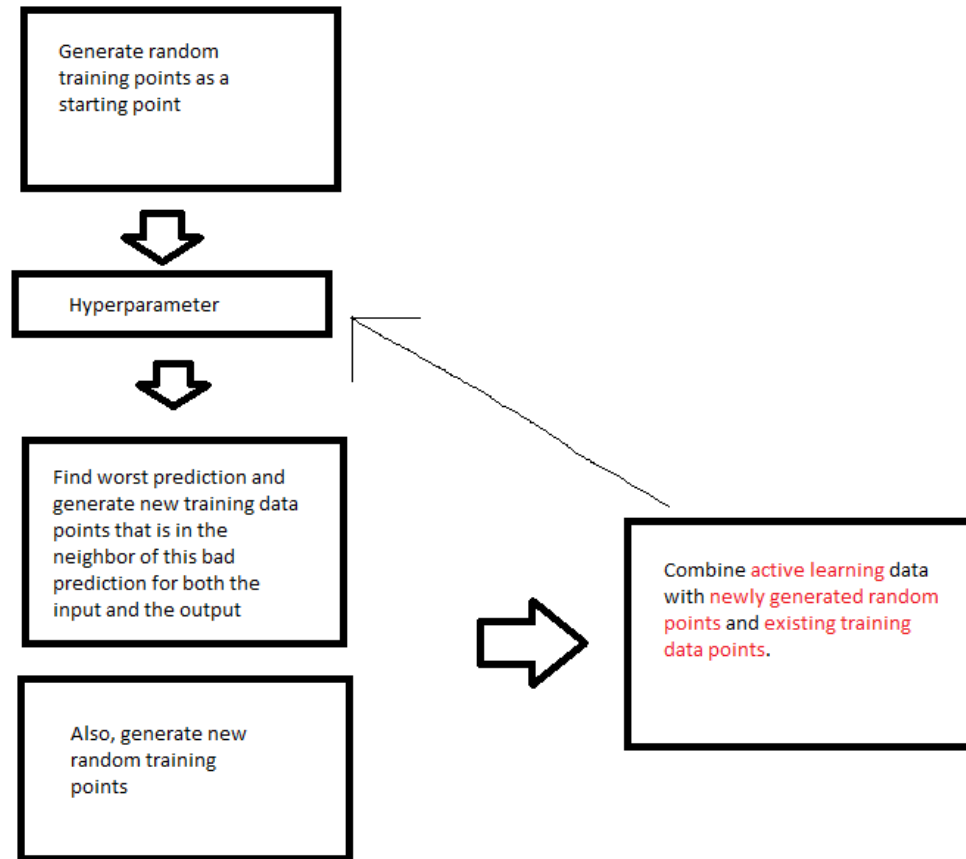 Generate random
training points as a
starting point
Hyperparameter
Find worst prediction and
generate new training data
points that is in the
neighbor of this bad
prediction for both the
input and the output
Also, generate new
random training
points
Combine active learning data
with newly generated random
points and existing training
data points.